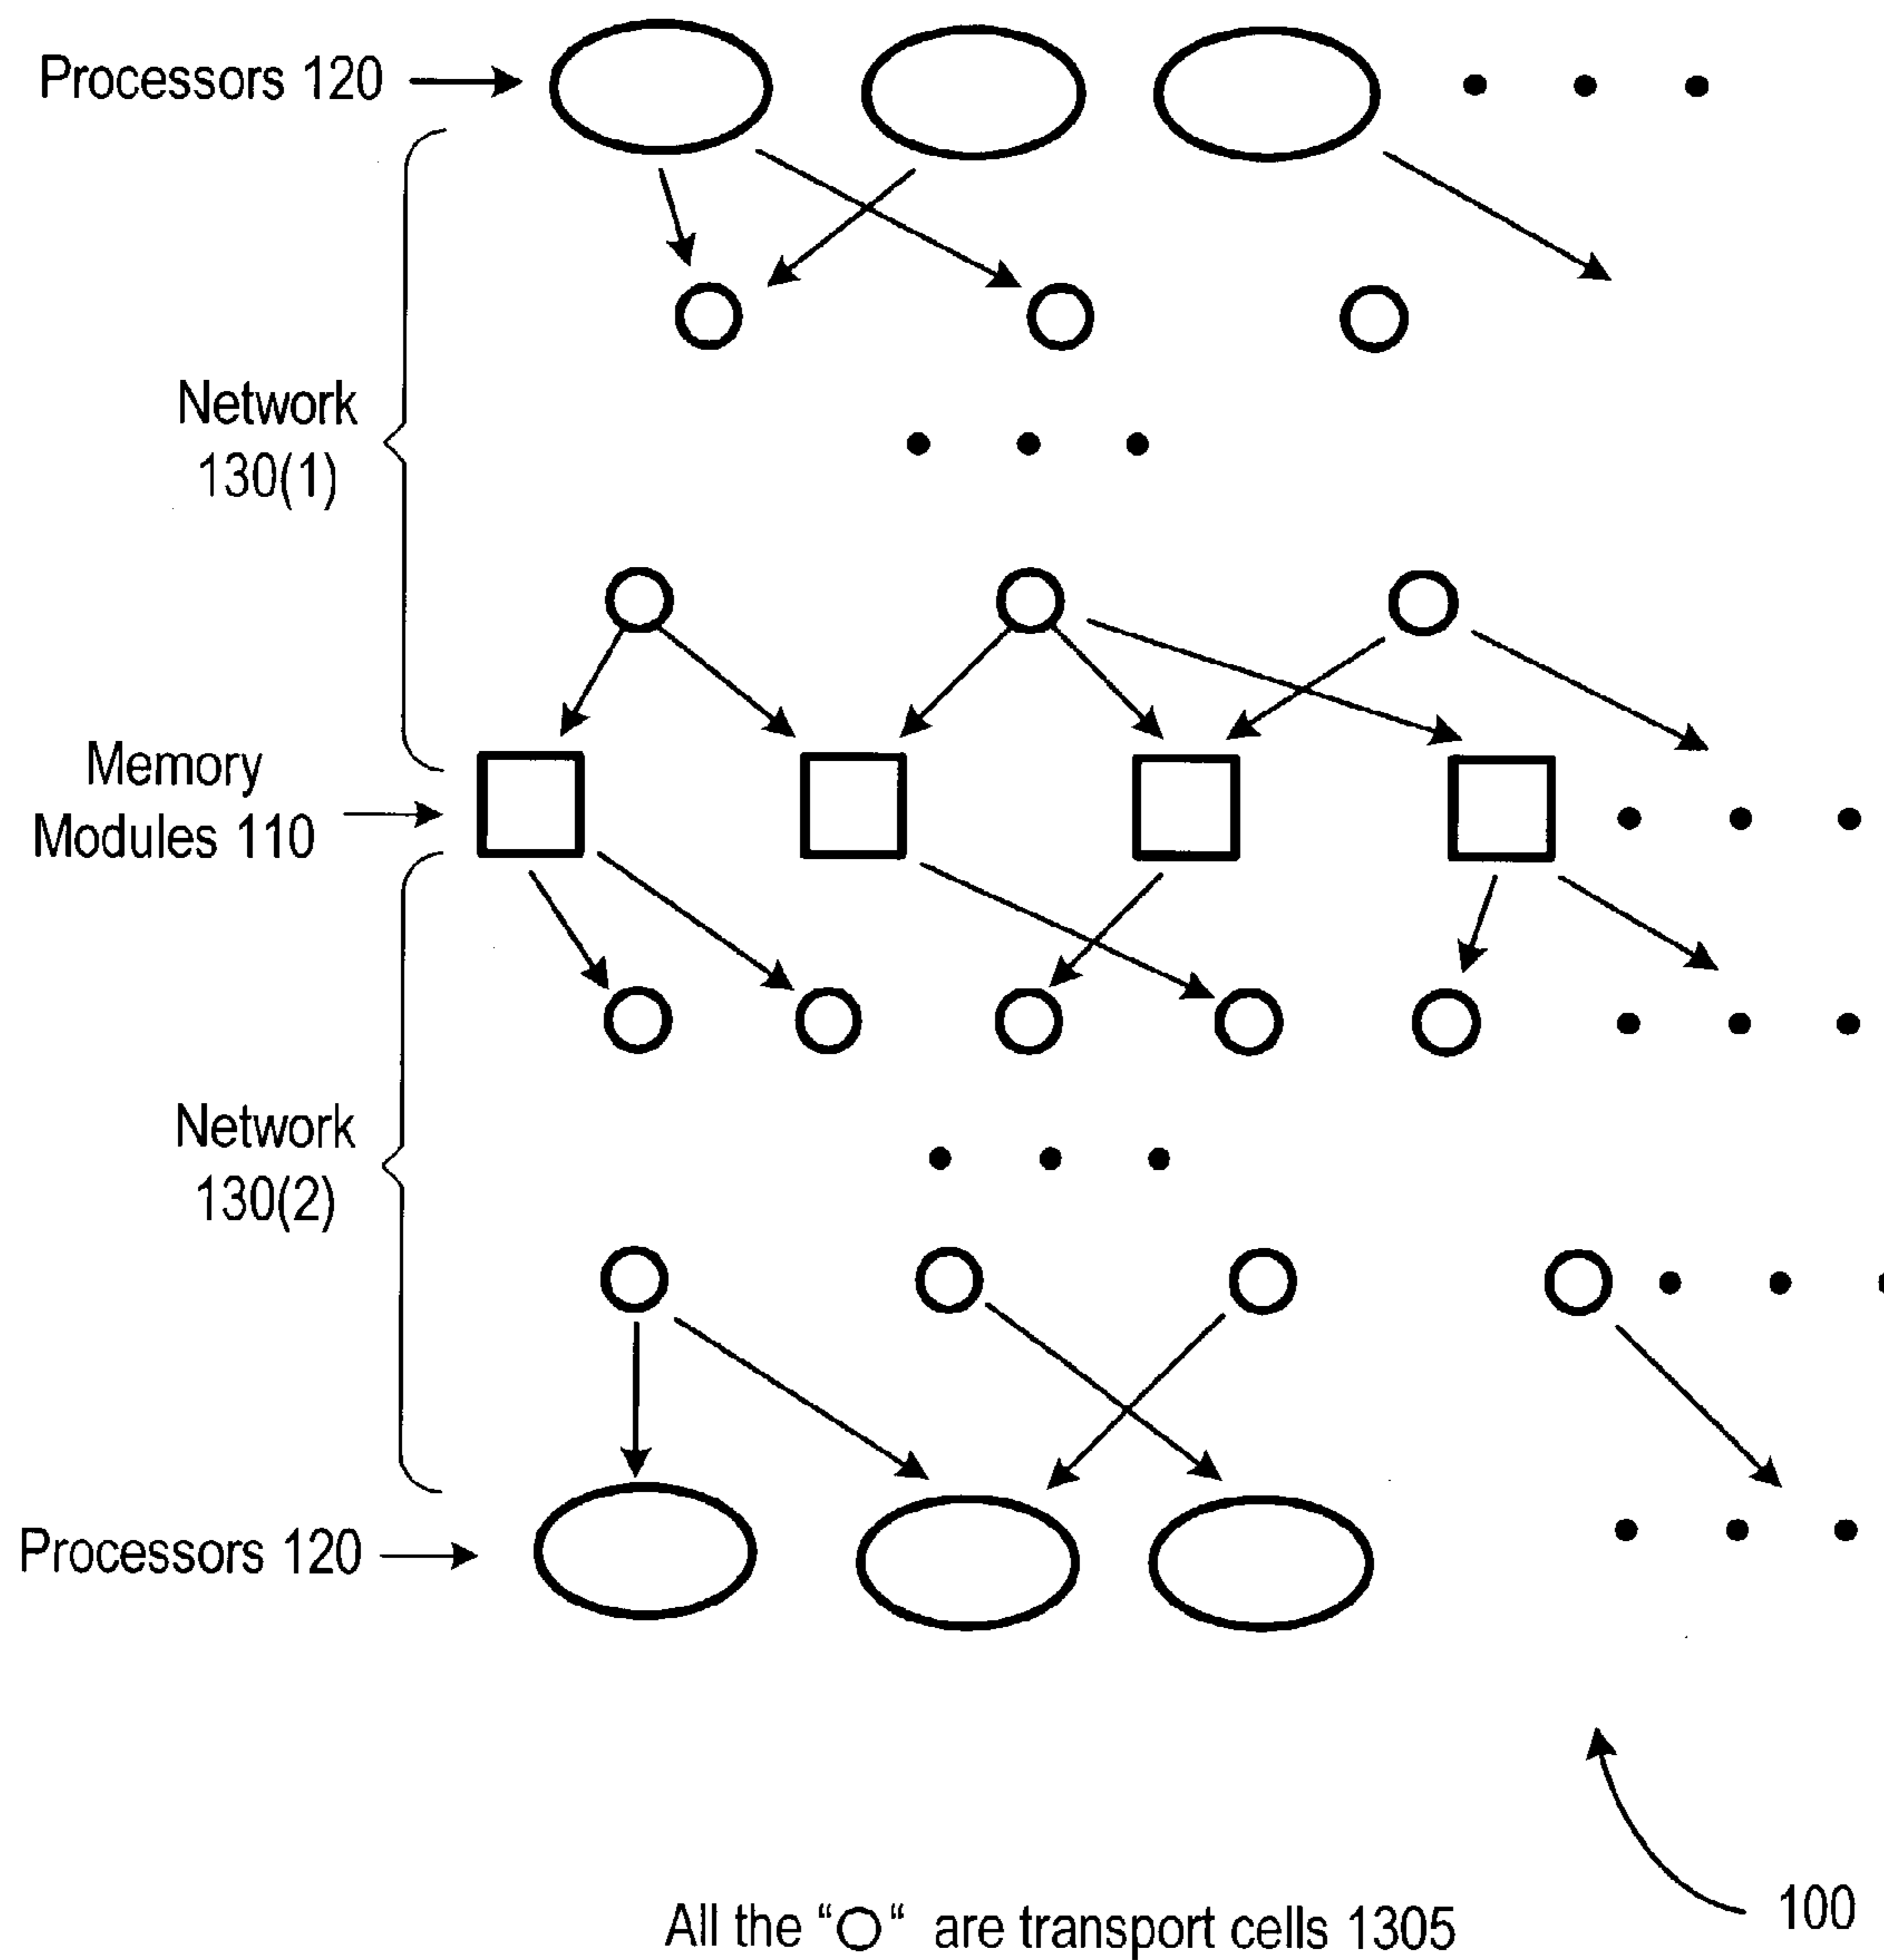 Processors 120
Network
130(1)
Memory
Modules 110
Network
130(2)
Processors 120
100
All the “O“ are transport cells 1305